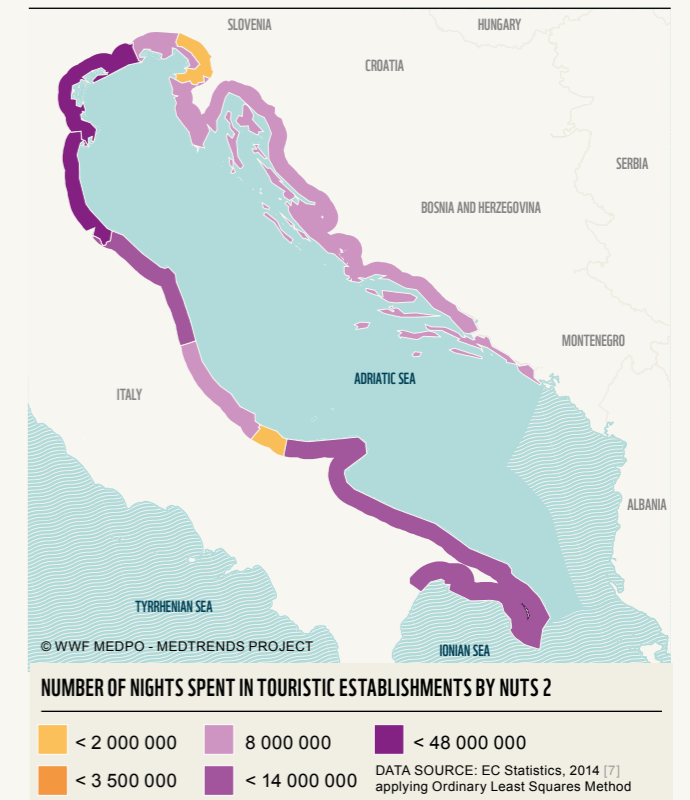 SLOVENIA
HUNGARY
CROATIA
SERBIA
BOSNIA AND HERZEGOVINA
MONTENEGRO
ADRIATIC SEA
ITALY
ALBANIA
TYRRHENIAN SEA
© WWF MEDPO - MEDTRENDS PROJECT
IONIAN SEA
NUMBER OF NIGHTS SPENT IN TOURISTIC ESTABLISHMENTS BY NUTS 2
< 2 000 000
8 000 000
< 48 000 000
< 3 500 000
< 14 000 000
DATA SOURCE: EC Statistics, 2014 [7]
applying Ordinary Least Squares Method